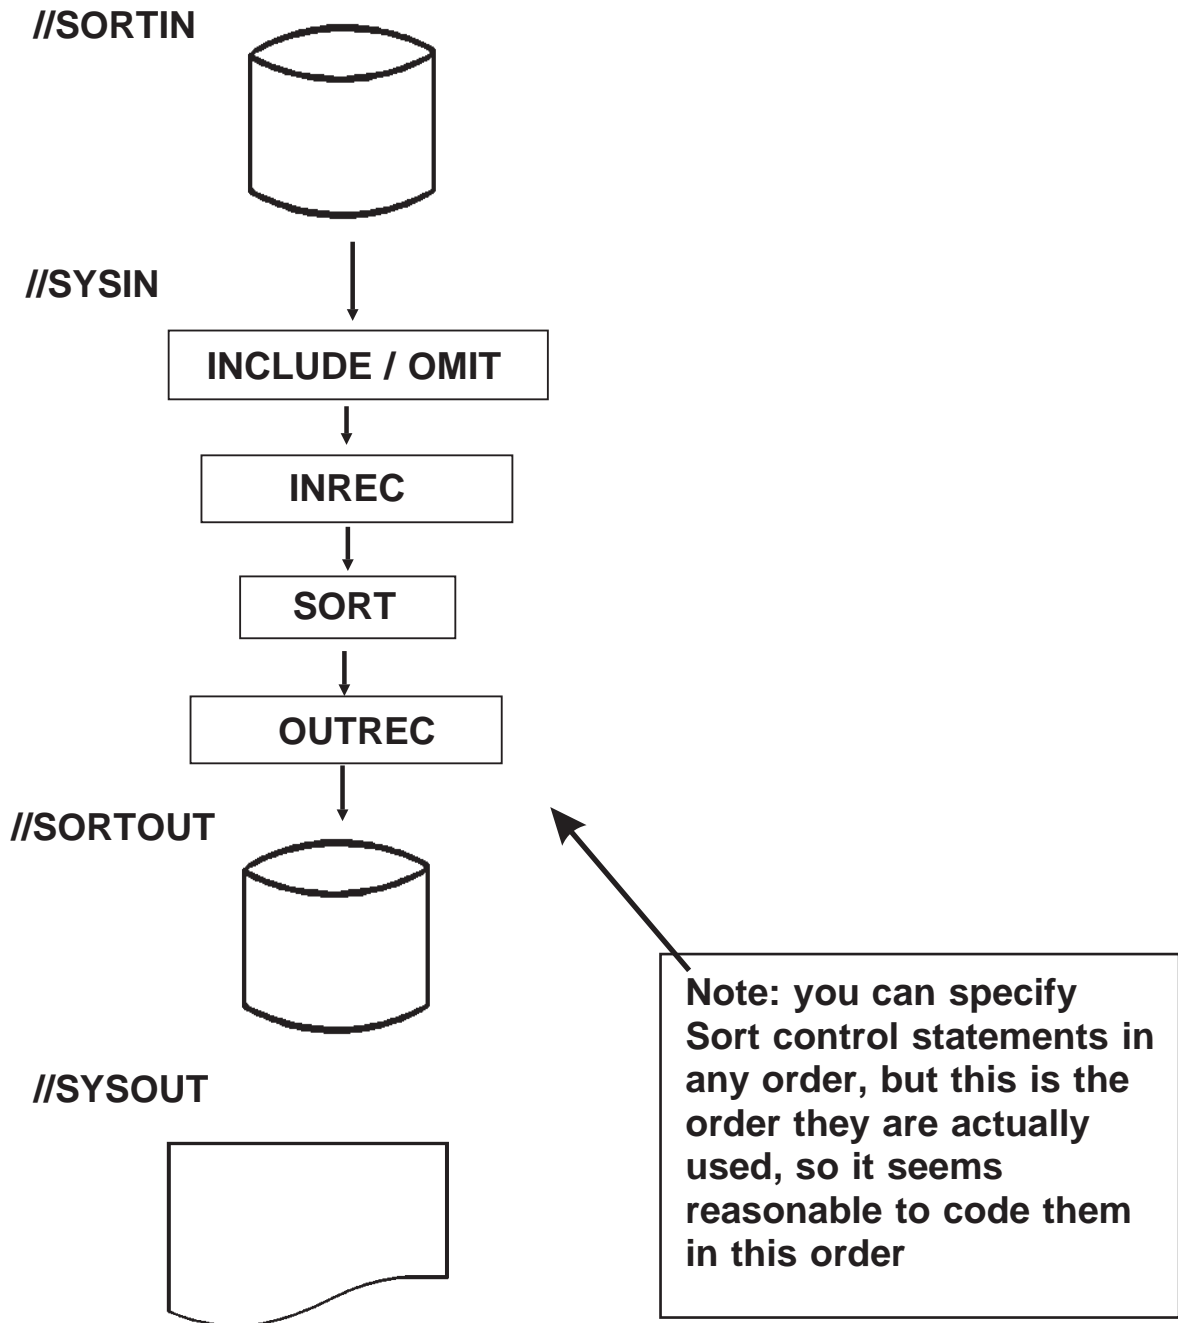 //SORTIN
//SYSIN
INCLUDE / OMIT
INREC
SORT
OUTREC
//SORTOUT
//SYSOUT
Note: you can specify
Sort control statements in
any order, but this is the
order they are actually
used, so it seems
reasonable to code them
in this order